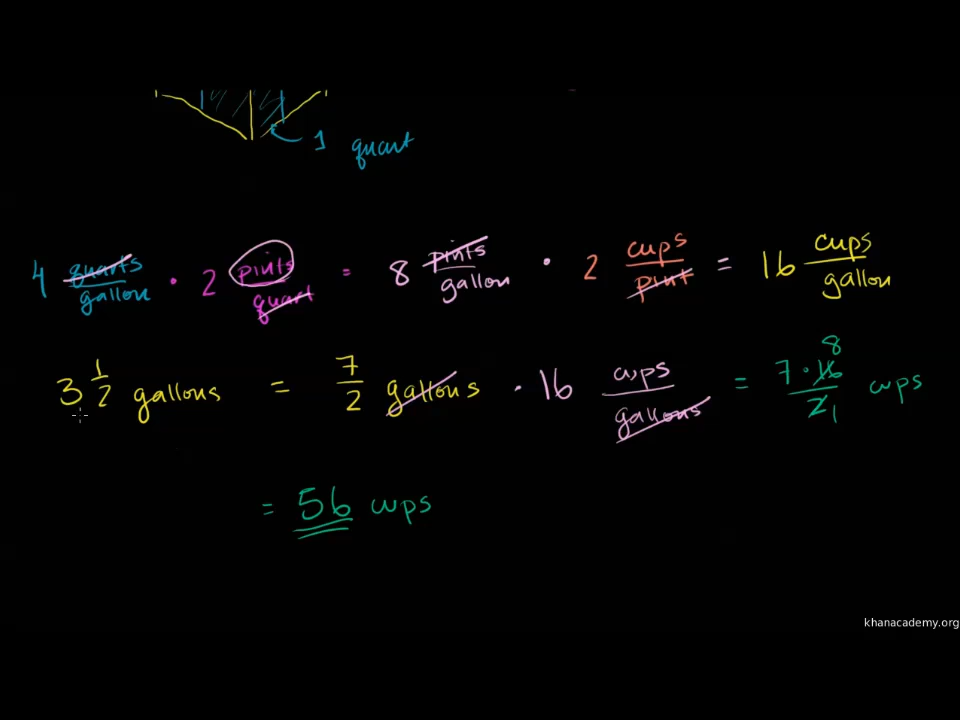 1 quart
4 quarts/gallon · 2 pints/quart = 8 pints/gallon · 2 cups/pint = 16 cups/gallon
3 1/2 gallons = 7/2 gallons · 16 cups/gallons = 7 · 16 8/2 1 cups
= 56 cups
khanacademy.org